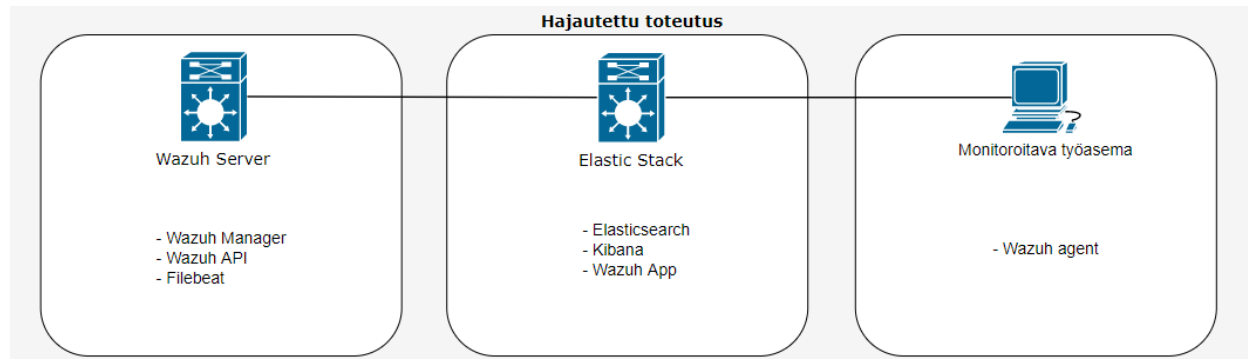 Hajautettu toteutus
Wazuh Server
- Wazuh Manager
- Wazuh API
- Filebeat
Elastic Stack
- Elasticsearch
- Kibana
- Wazuh App
Monitoroitava työasema
- Wazuh agent